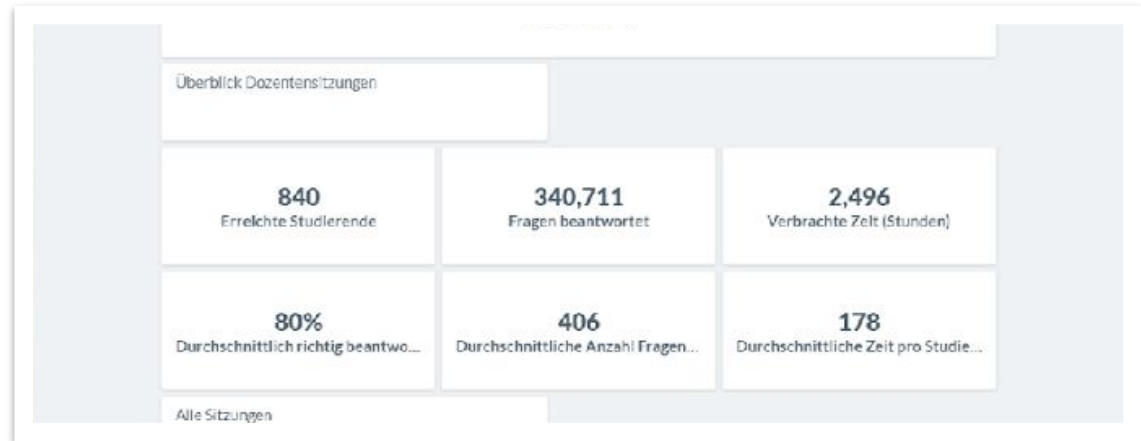 Überblick Dozentensitzungen
840
Erreichte Studierende
340,711
Fragen beantwortet
2,496
Verbrachte Zeit (Stunden)
80%
Durchschnittlich richtig beantwo...
406
Durchschnittliche Anzahl Fragen...
178
Durchschnittliche Zeit pro Studie...
Alle Sitzungen